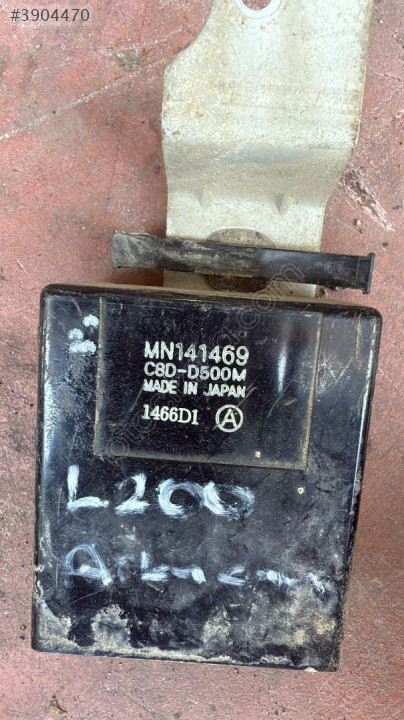 #3904470
MN141469
C8D-D500M
MADE IN JAPAN
1466D1 A
L200